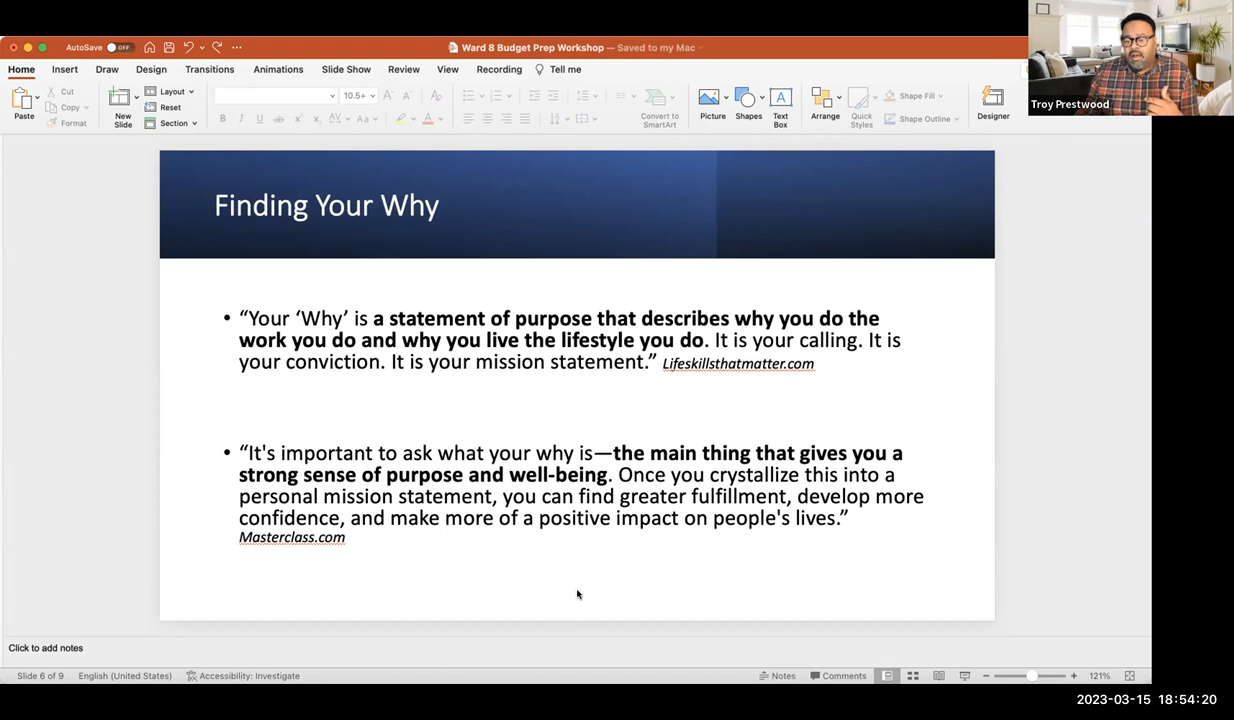 AutoSave OFF
Ward 8 Budget Prep Workshop — Saved to my Mac
Troy Prestwood
Home Insert Draw Design Transitions Animations Slide Show Review View Recording Tell me
Paste
Cut
Copy
Format
New
Slide
Layout
Reset
Section
10.5+
Convert to
SmartArt
Picture
Shapes
Text
Box
Arrange
Quick
Styles
Shape Fill
Shape Outline
Designer
Finding Your Why
• “Your ‘Why’ is a statement of purpose that describes why you do the
work you do and why you live the lifestyle you do. It is your calling. It is
your conviction. It is your mission statement.” Lifeskillsthatmatter.com
• “It's important to ask what your why is—the main thing that gives you a
strong sense of purpose and well-being. Once you crystallize this into a
personal mission statement, you can find greater fulfillment, develop more
confidence, and make more of a positive impact on people's lives.”
Masterclass.com
Click to add notes
Slide 6 of 9 English (United States) Accessibility: Investigate Notes Comments 121%
2023-03-15 18:54:20